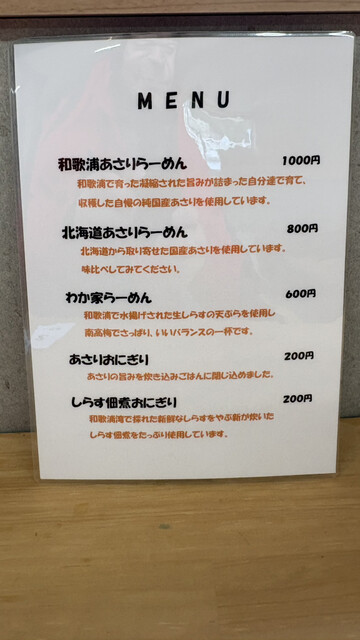 MENU
和歌浦あさりらーめん 1000円
和歌浦で育った凝縮された旨みが詰まった自分達で育て、
収穫した自慢の純国産あさりを使用しています。
北海道あさりらーめん 800円
北海道から取り寄せた国産あさりを使用しています。
味比べしてみてください。
わか家らーめん 600円
和歌浦で水揚げされた生しらすの天ぷらを使用し
南高梅でさっぱり、いいバランスの一杯です。
あさりおにぎり 200円
あさりの旨みを炊き込みごはんに閉じ込めました。
しらす佃煮おにぎり 200円
和歌浦湾で採れた新鮮なしらすをやぶ新が炊いた
しらす佃煮をたっぷり使用しています。